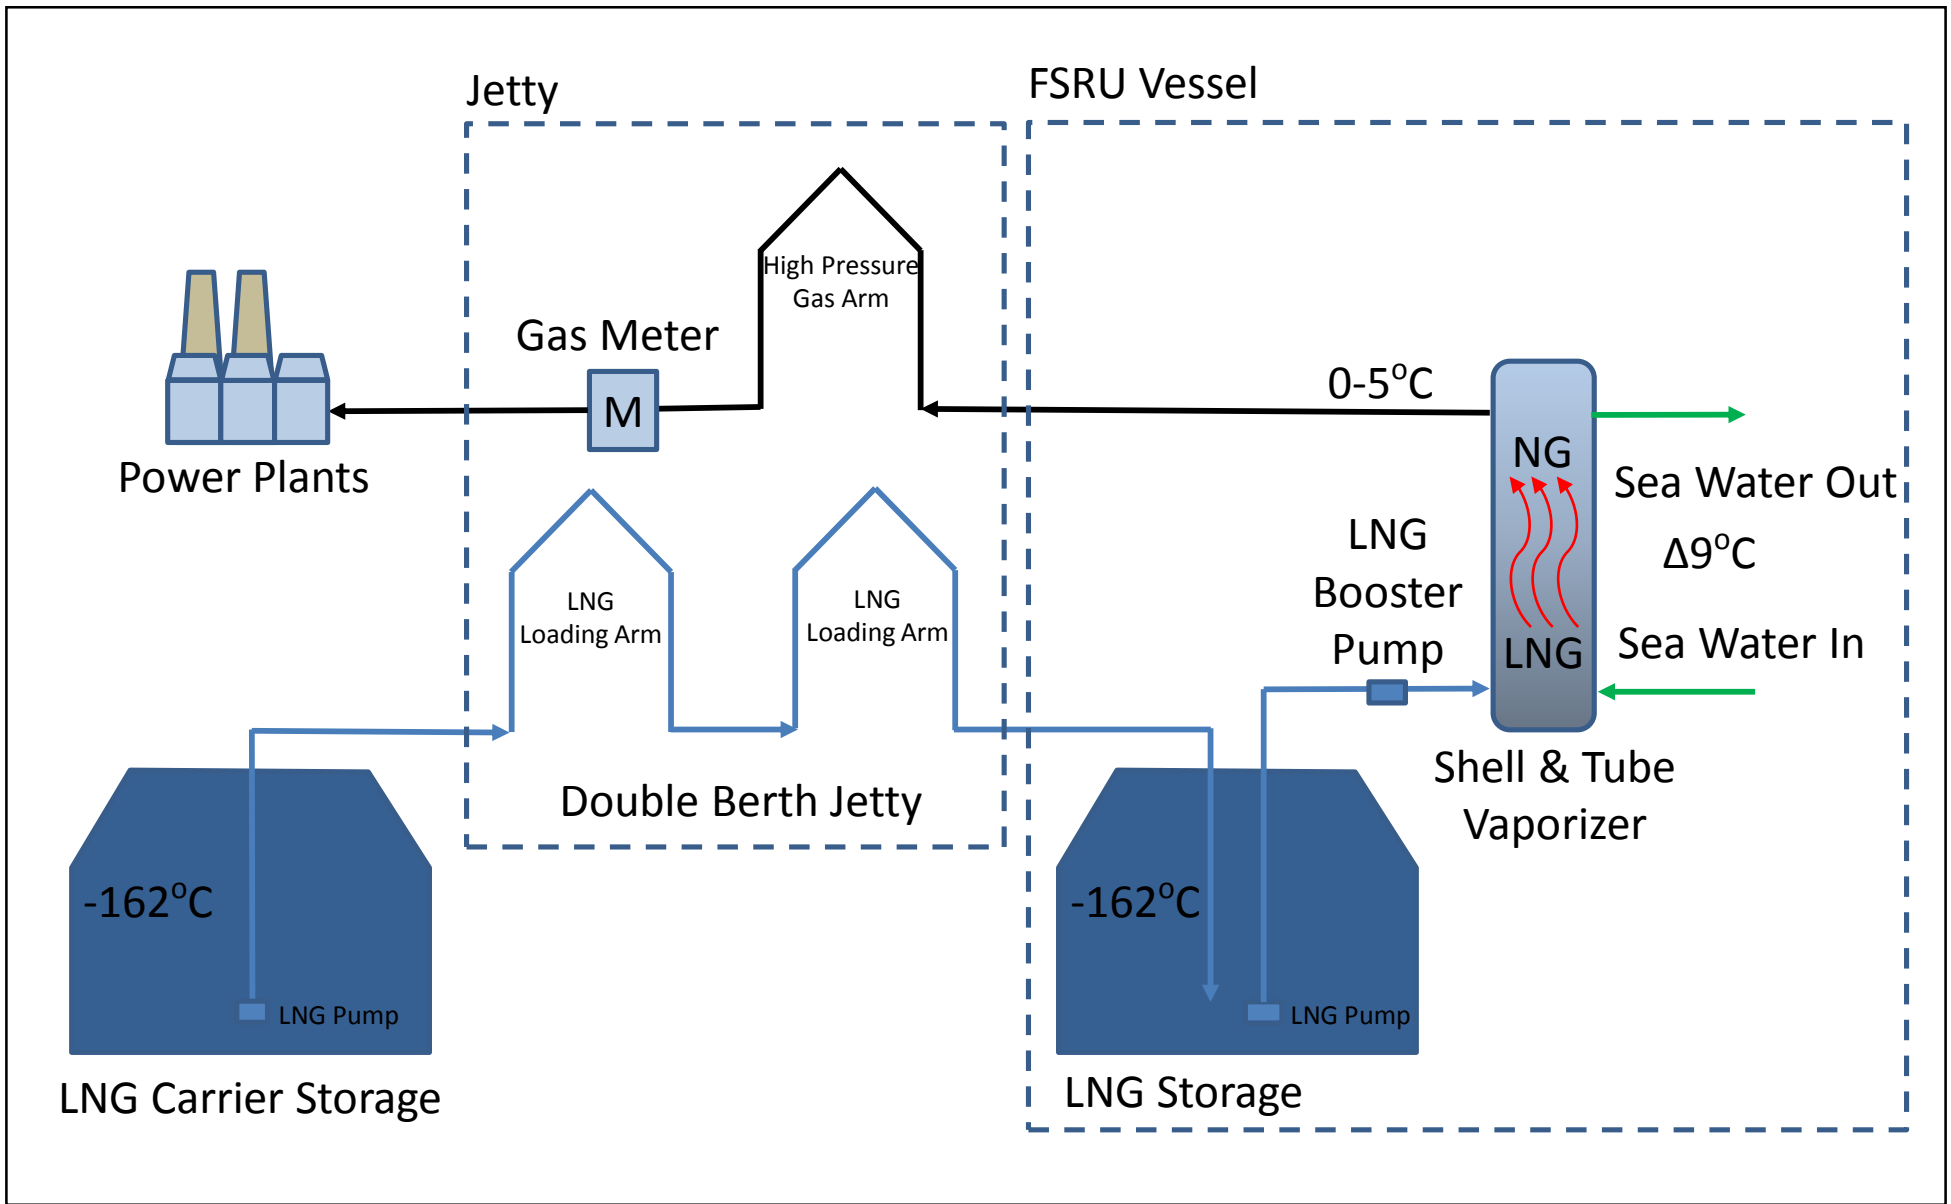 Jetty
FSRU Vessel
High Pressure
Gas Arm
Gas Meter
M
0-5°C
Power Plants
NG
Sea Water Out
LNG
Booster
Pump
Δ9°C
LNG
Loading Arm
LNG
Loading Arm
LNG
Sea Water In
Double Berth Jetty
Shell & Tube
Vaporizer
-162°C
-162°C
LNG Pump
LNG Pump
LNG Carrier Storage
LNG Storage